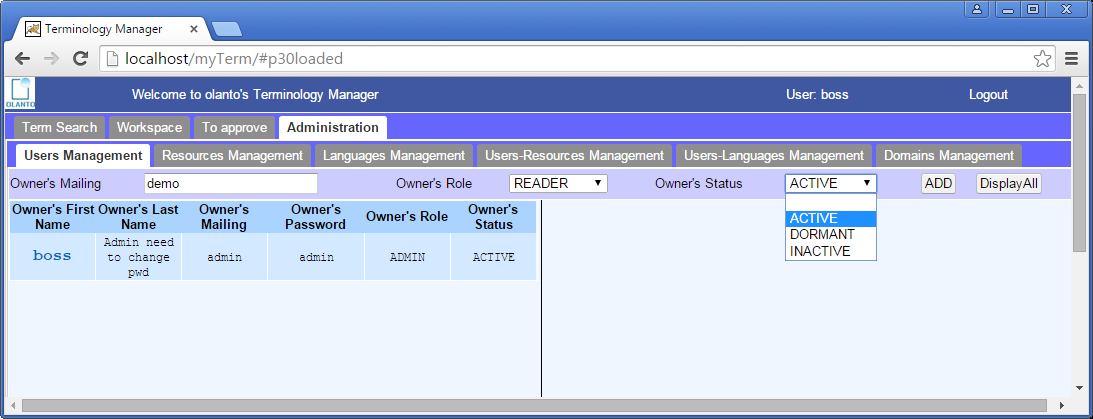 Terminology Manager
localhost/myTerm/#p30loaded
OLANTO
Welcome to olanto's Terminology Manager User: boss Logout
Term Search Workspace To approve Administration
Users Management Resources Management Languages Management Users-Resources Management Users-Languages Management Domains Management
Owner's Mailing demo Owner's Role READER Owner's Status ACTIVE ADD DisplayAll
ACTIVE
DORMANT
INACTIVE
Owner's First Name Owner's Last Name Owner's Mailing Owner's Password Owner's Role Owner's Status
boss Admin need to change pwd admin admin ADMIN ACTIVE